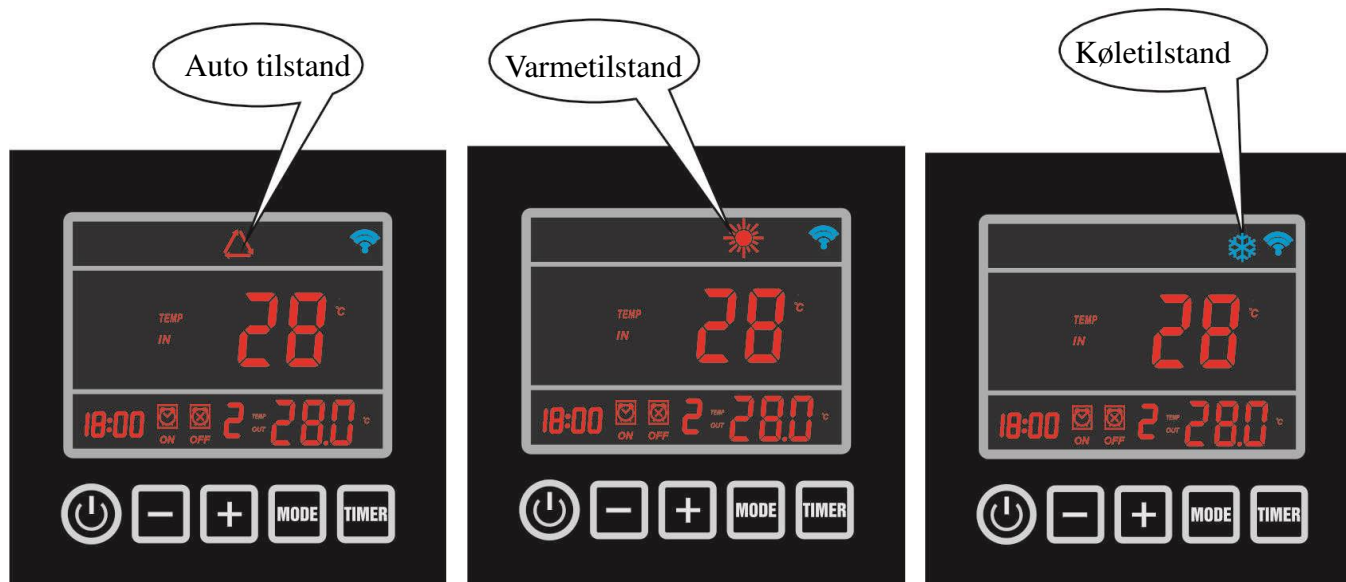 Auto tilstand
TEMP
IN
28 °C
18:00 ON OFF 2 TEMP OUT 28.0 °C
MODE TIMER
Varmetilstand
TEMP
IN
28 °C
18:00 ON OFF 2 TEMP OUT 28.0 °C
MODE TIMER
Køletilstand
TEMP
IN
28 °C
18:00 ON OFF 2 TEMP OUT 28.0 °C
MODE TIMER